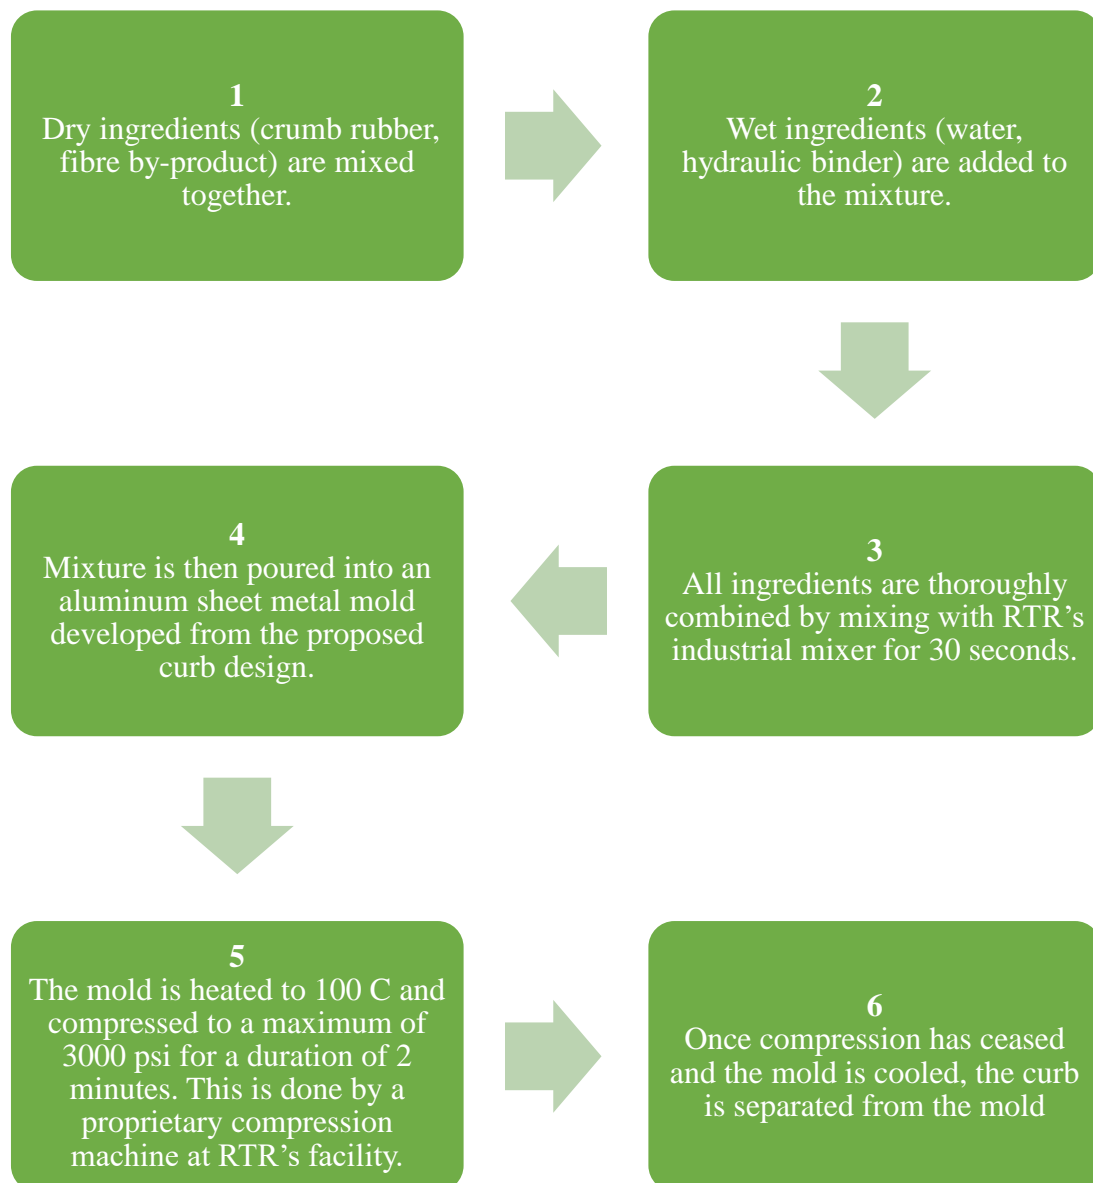 1
Dry ingredients (crumb rubber,
fibre by-product) are mixed
together.
2
Wet ingredients (water,
hydraulic binder) are added to
the mixture.
3
All ingredients are thoroughly
combined by mixing with RTR’s
industrial mixer for 30 seconds.
4
Mixture is then poured into an
aluminum sheet metal mold
developed from the proposed
curb design.
5
The mold is heated to 100 C and
compressed to a maximum of
3000 psi for a duration of 2
minutes. This is done by a
proprietary compression
machine at RTR’s facility.
6
Once compression has ceased
and the mold is cooled, the curb
is separated from the mold